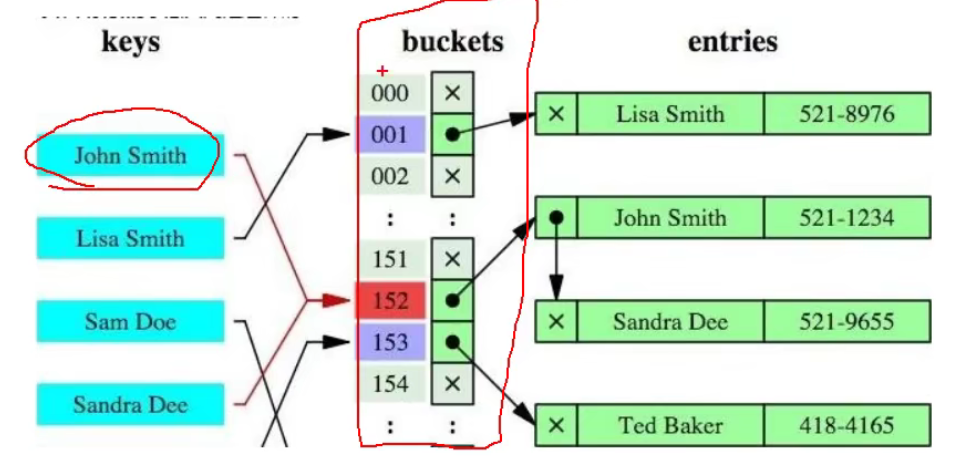 keys buckets entries
000 ×
Lisa Smith 521-8976
×
001
John Smith
002 ×
: :
John Smith 521-1234
Lisa Smith
151 ×
152
Sam Doe
× Sandra Dee 521-9655
153
154 ×
Sandra Dee
: :
× Ted Baker 418-4165